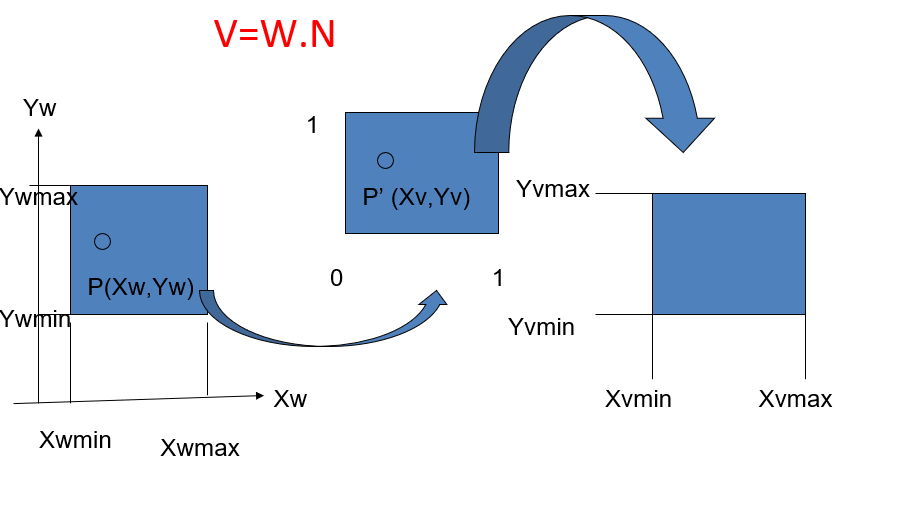 V=W.N
Yw
1
Ywmax
P' (Xv,Yv)
Yvmax
P(Xw,Yw)
0
1
Ywmin
Yvmin
Xw
Xvmin
Xvmax
Xwmin
Xwmax